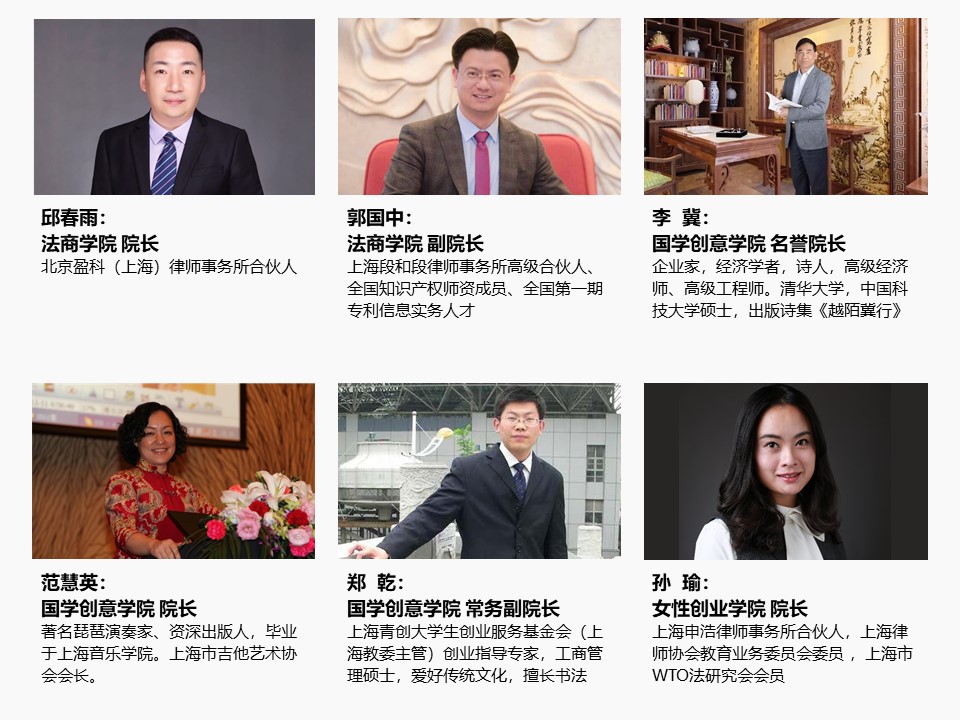 邱春雨：
法商学院 院长
北京盈科（上海）律师事务所合伙人
郭国中：
法商学院 副院长
上海段和段律师事务所高级合伙人、
全国知识产权师资成员、全国第一期
专利信息实务人才
李 冀：
国学创意学院 名誉院长
企业家，经济学者，诗人，高级经济
师、高级工程师。清华大学，中国科
技大学硕士，出版诗集《越陌冀行》
范慧英：
国学创意学院 院长
著名琵琶演奏家、资深出版人，毕业
于上海音乐学院。上海市吉他艺术协
会会长。
郑 乾：
国学创意学院 常务副院长
上海青创大学生创业服务基金会（上
海教委主管）创业指导专家，工商管
理硕士，爱好传统文化，擅长书法
孙 瑜：
女性创业学院 院长
上海申浩律师事务所合伙人，上海律
师协会教育业务委员会委员 ，上海市
WTO法研究会会员